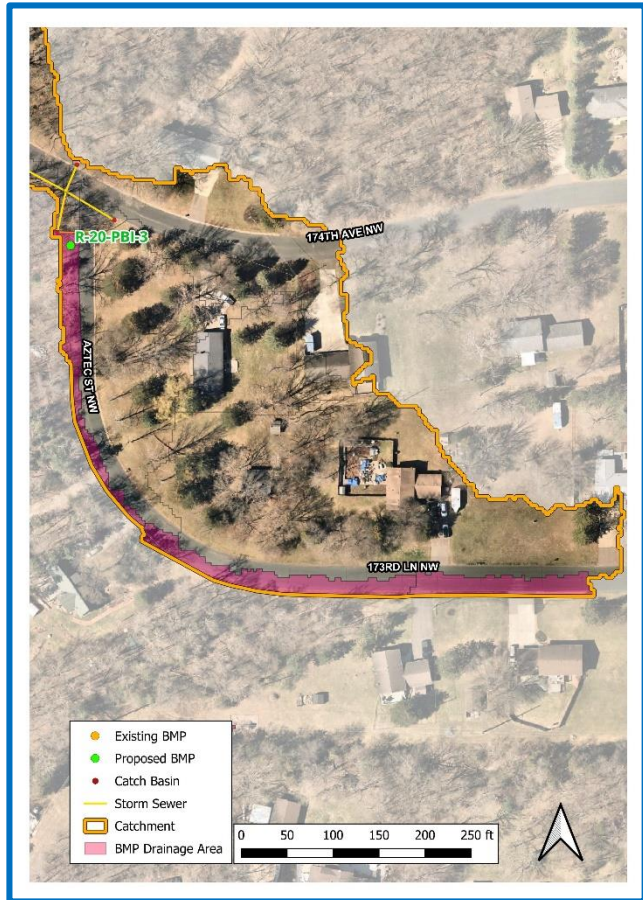 R-20-PBI-3
174TH AVE NW
AZTEC ST NW
173RD LN NW
Existing BMP
Proposed BMP
Catch Basin
Storm Sewer
Catchment
BMP Drainage Area
0 50 100 150 200 250 ft